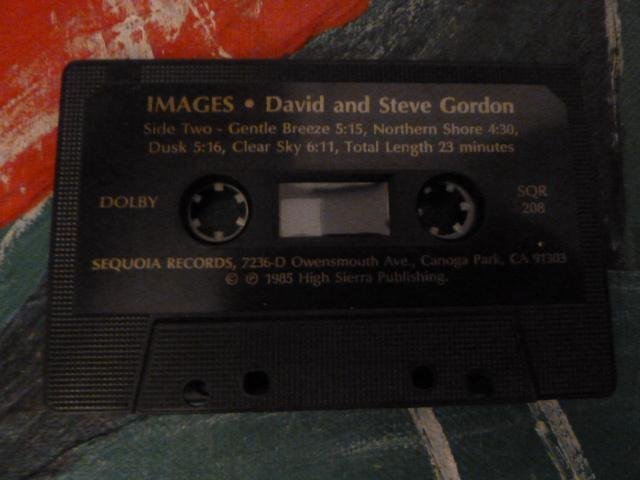 IMAGES • David and Steve Gordon
Side Two - Gentle Breeze 5:15, Northern Shore 4:30,
Dusk 5:16, Clear Sky 6:11, Total Length 23 minutes
DOLBY
SQR
208
SEQUOIA RECORDS, 7236-D Owensmouth Ave., Canoga Park, CA 91303
© ℗ 1985 High Sierra Publishing.